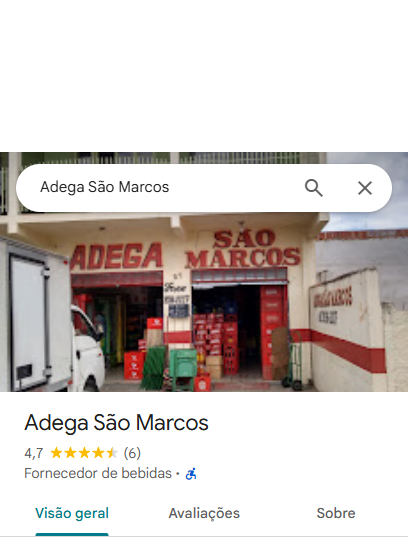 Adega São Marcos
ADEGA
SÃO
MARCOS
Adega São Marcos
4,7 (6)
Fornecedor de bebidas ·
Visão geral
Avaliações
Sobre